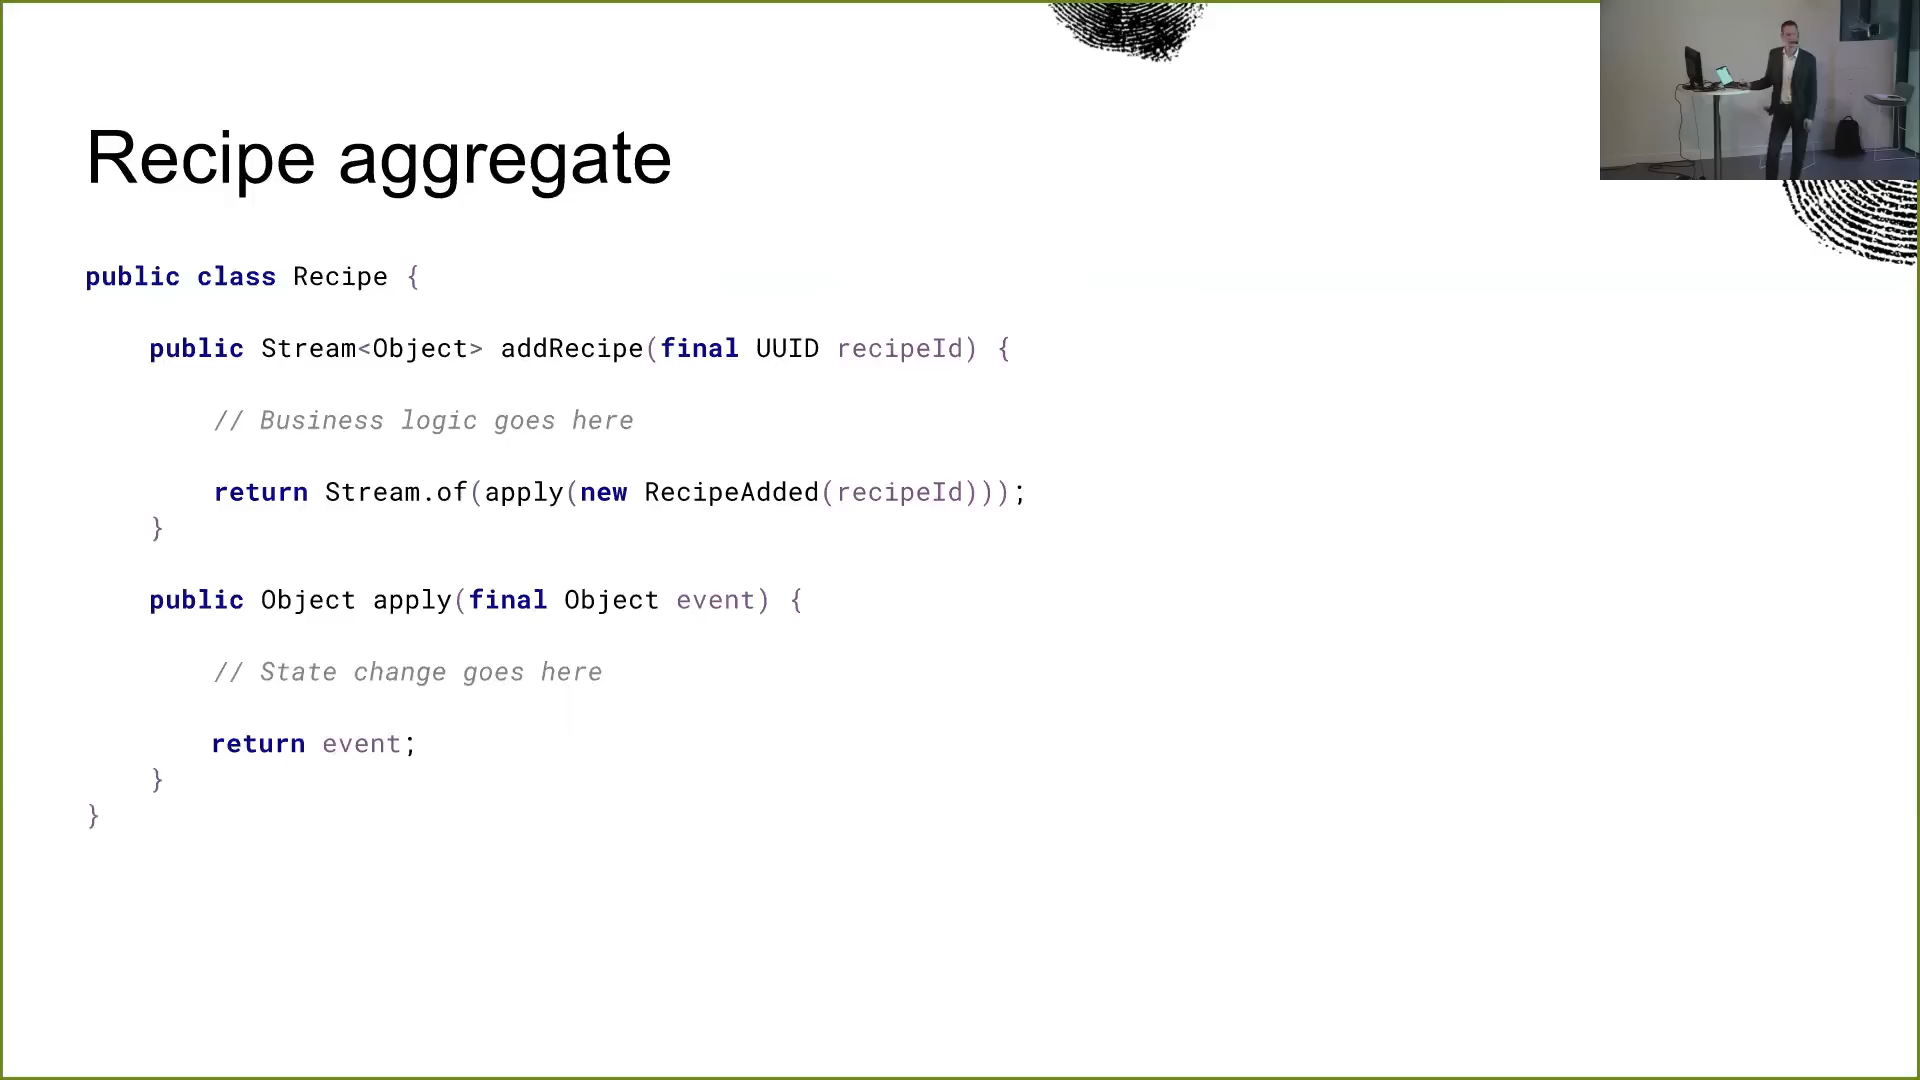 Recipe aggregate
public class Recipe {
public Stream<Object> addRecipe(final UUID recipeId) {
// Business logic goes here
return Stream.of(apply(new RecipeAdded(recipeId)));
}
public Object apply(final Object event) {
// State change goes here
return event;
}
}